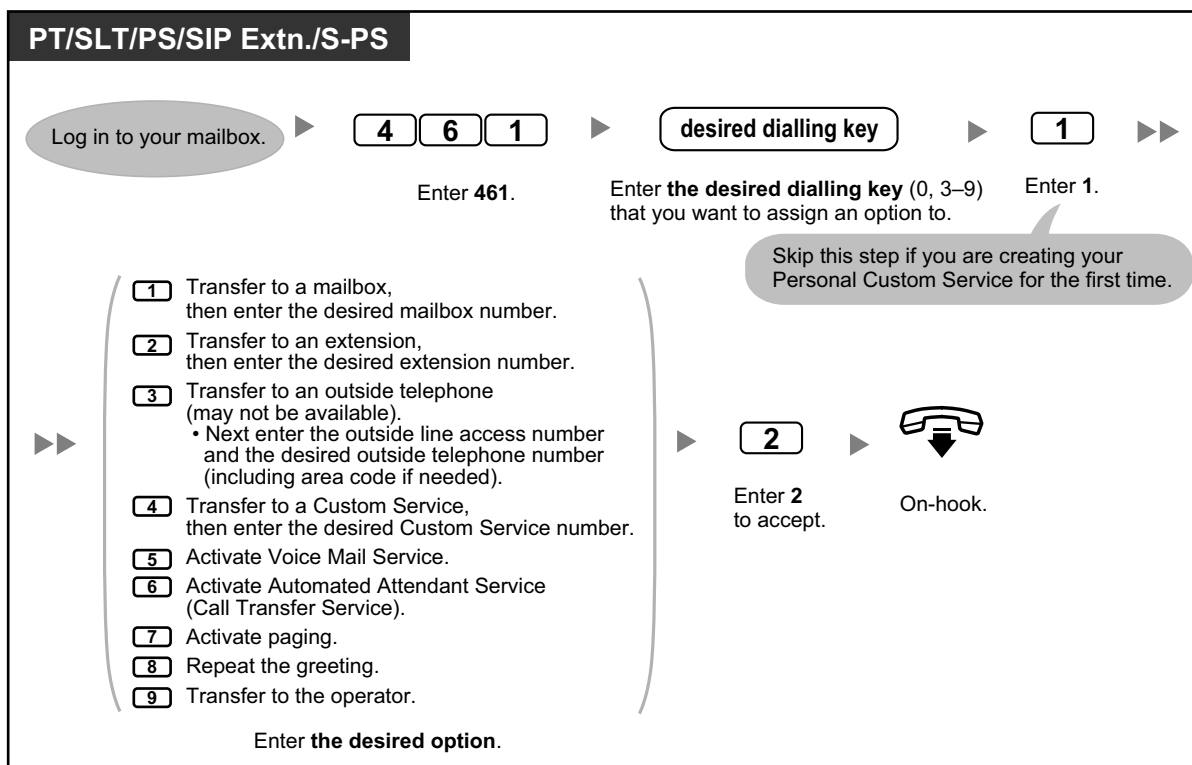 PT/SLT/PS/SIP Extn./S-PS
Log in to your mailbox.
4 6 1
Enter 461.
desired dialling key
Enter the desired dialling key (0, 3–9)
that you want to assign an option to.
1
Enter 1.
Skip this step if you are creating your
Personal Custom Service for the first time.
1 Transfer to a mailbox,
then enter the desired mailbox number.
2 Transfer to an extension,
then enter the desired extension number.
3 Transfer to an outside telephone
(may not be available).
• Next enter the outside line access number
and the desired outside telephone number
(including area code if needed).
4 Transfer to a Custom Service,
then enter the desired Custom Service number.
5 Activate Voice Mail Service.
6 Activate Automated Attendant Service
(Call Transfer Service).
7 Activate paging.
8 Repeat the greeting.
9 Transfer to the operator.
Enter the desired option.
2
Enter 2
to accept.
On-hook.